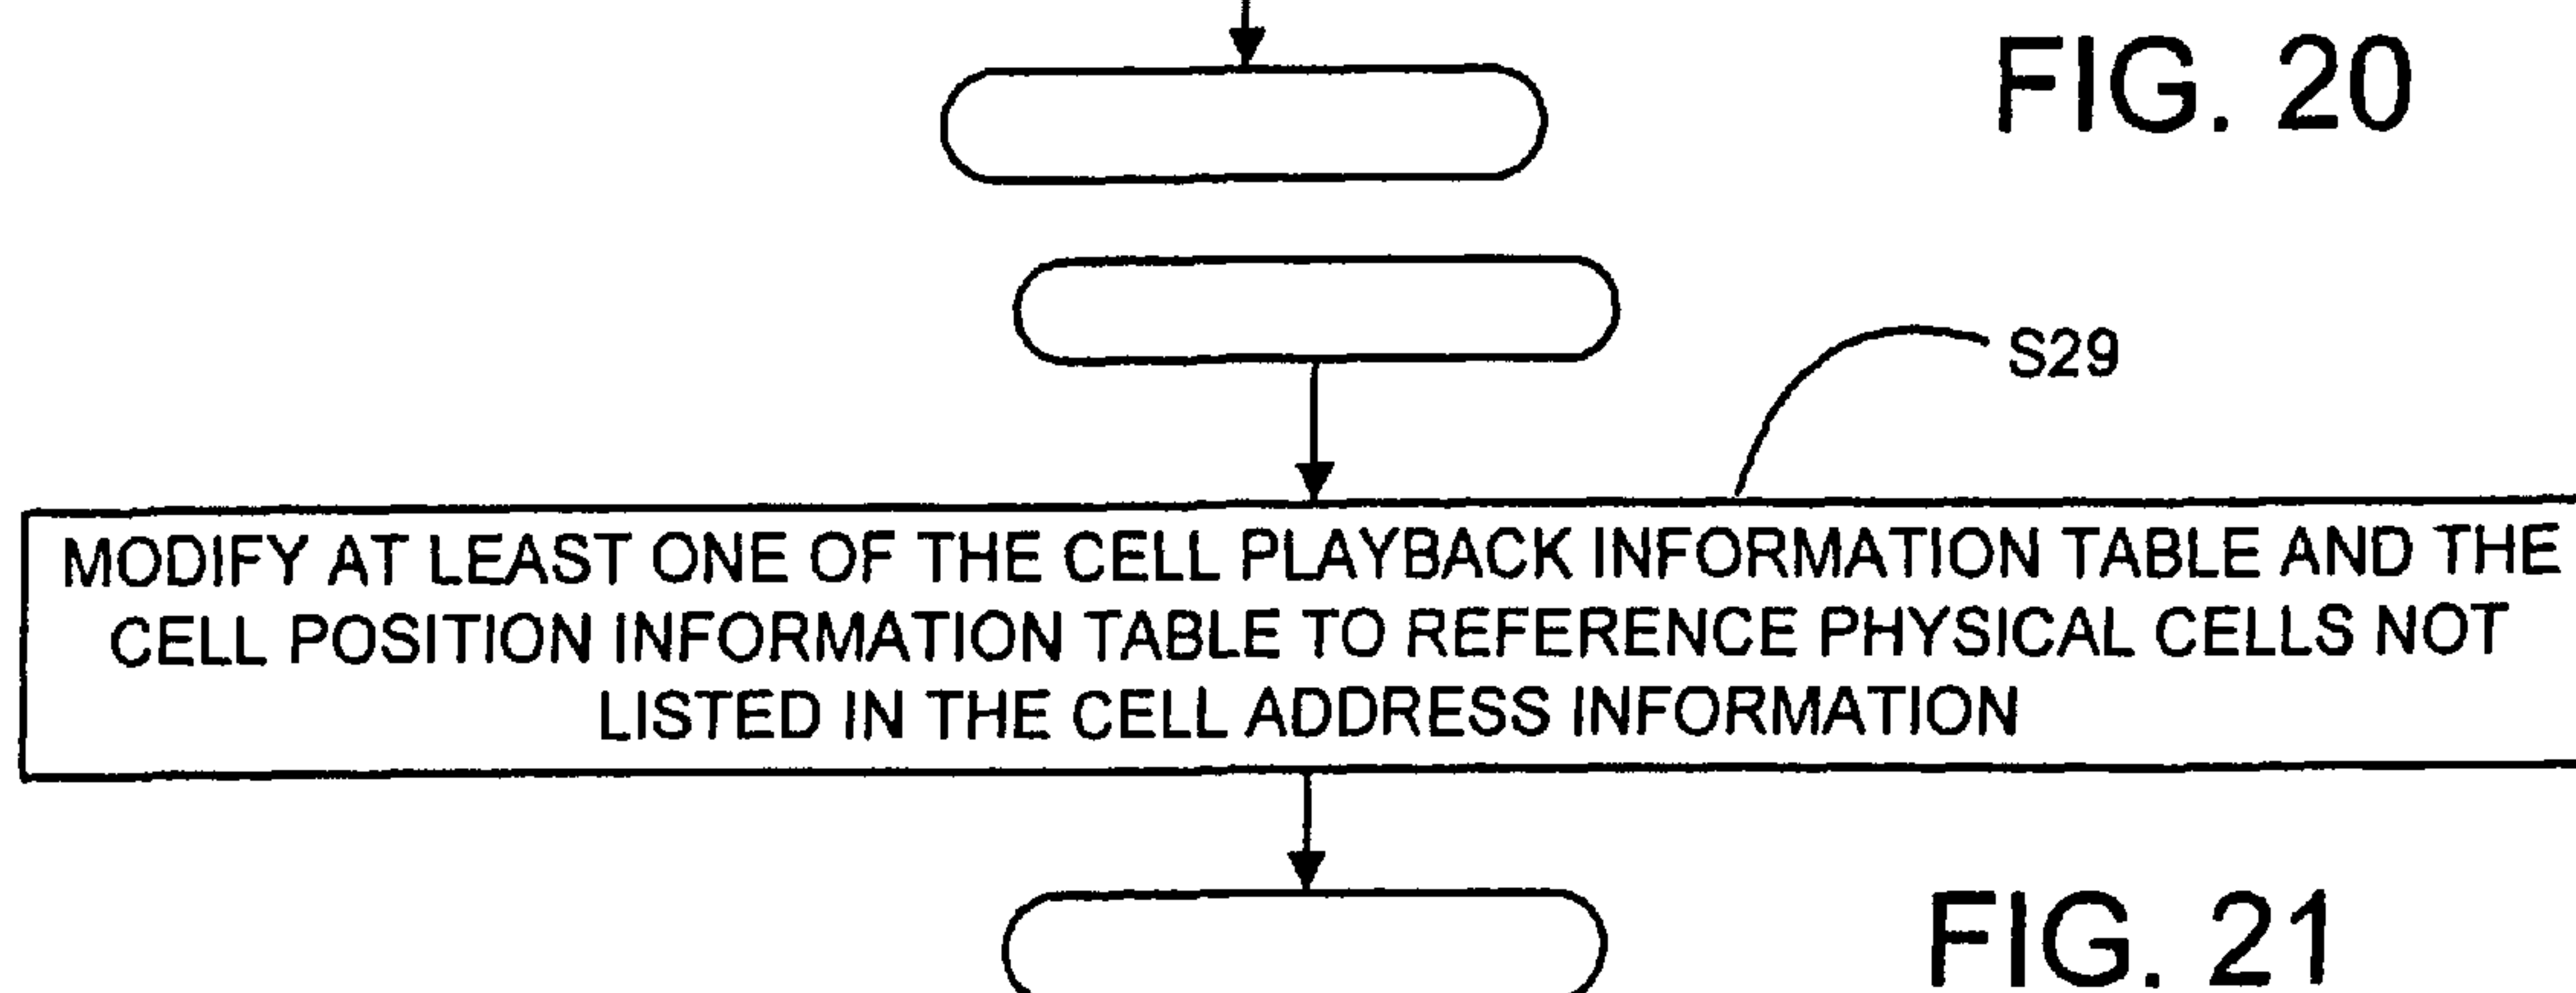 FIG. 20
S29
MODIFY AT LEAST ONE OF THE CELL PLAYBACK INFORMATION TABLE AND THE
CELL POSITION INFORMATION TABLE TO REFERENCE PHYSICAL CELLS NOT
LISTED IN THE CELL ADDRESS INFORMATION
FIG. 21